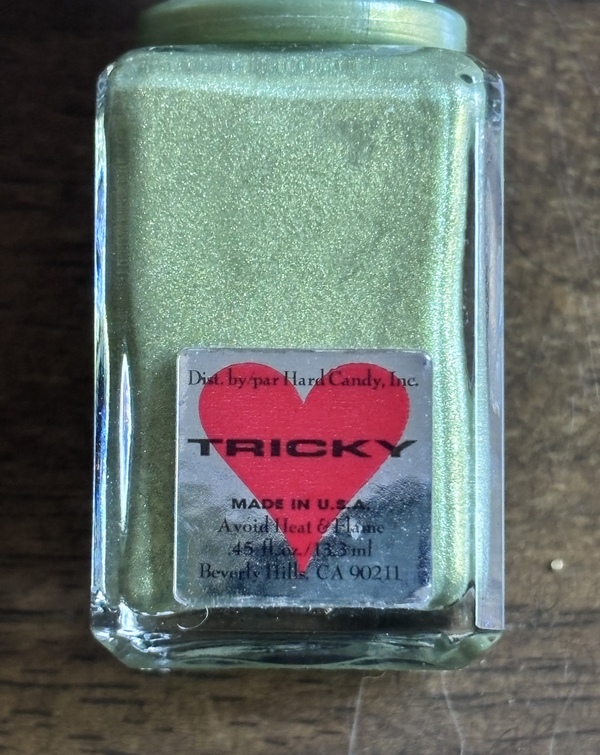 Dist. by/par Hard Candy, Inc.
TRICKY
MADE IN U.S.A.
Avoid Heat & Flame
.45 fl.oz./13.3 ml
Beverly Hills, CA 90211